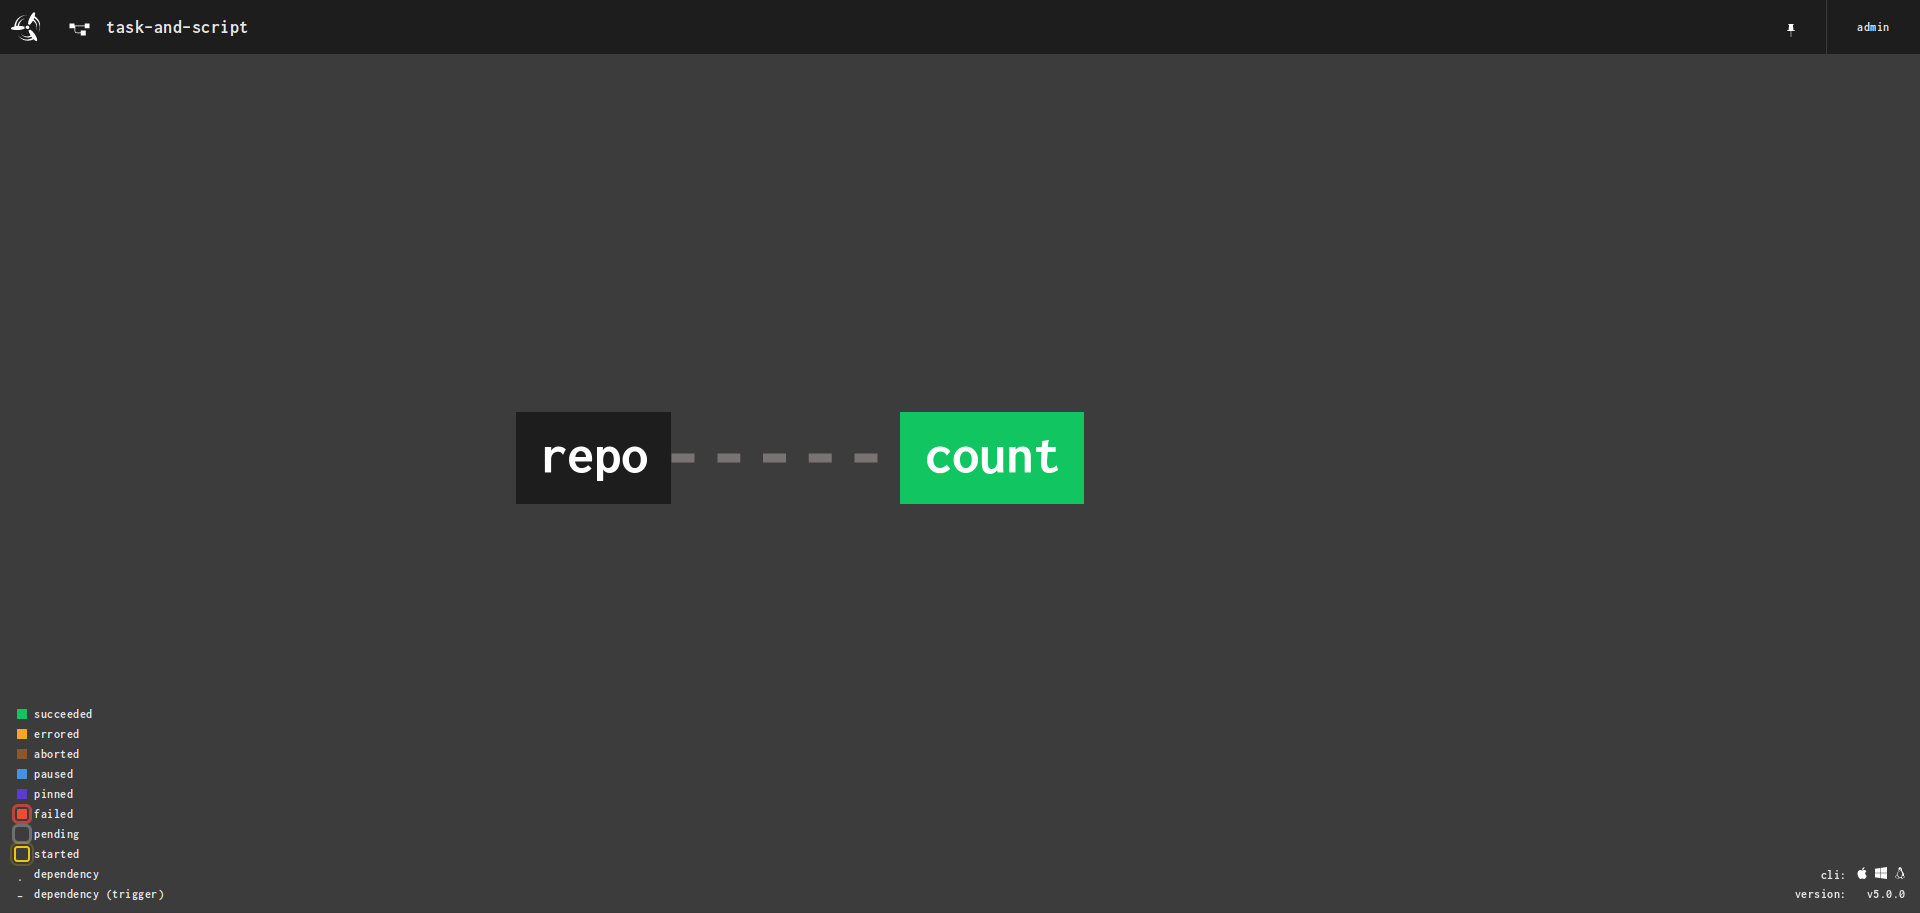 task-and-script
admin
repo
count
succeeded
errored
aborted
paused
pinned
failed
pending
started
dependency
dependency (trigger)
cli:
version: v5.0.0